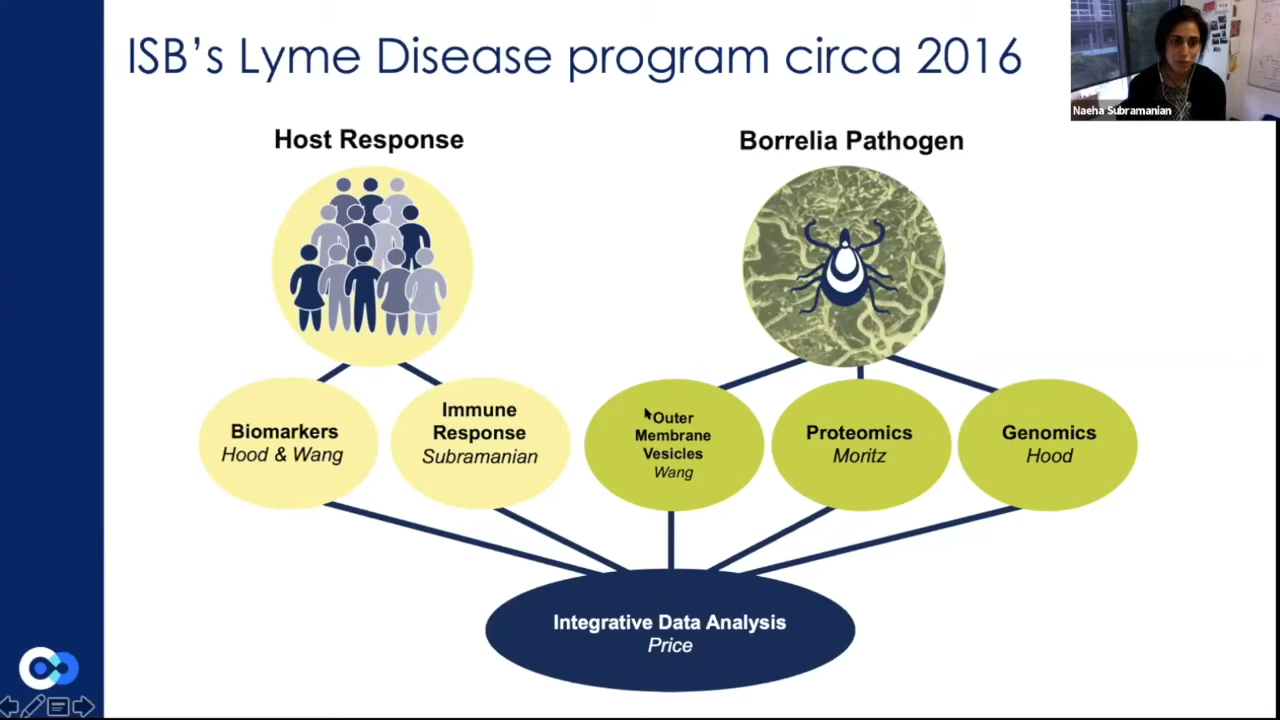 ISB's Lyme Disease program circa 2016
Naeha Subramanian
Host Response
Borrelia Pathogen
Biomarkers
Hood & Wang
Immune
Response
Subramanian
Outer
Membrane
Vesicles
Wang
Proteomics
Moritz
Genomics
Hood
Integrative Data Analysis
Price